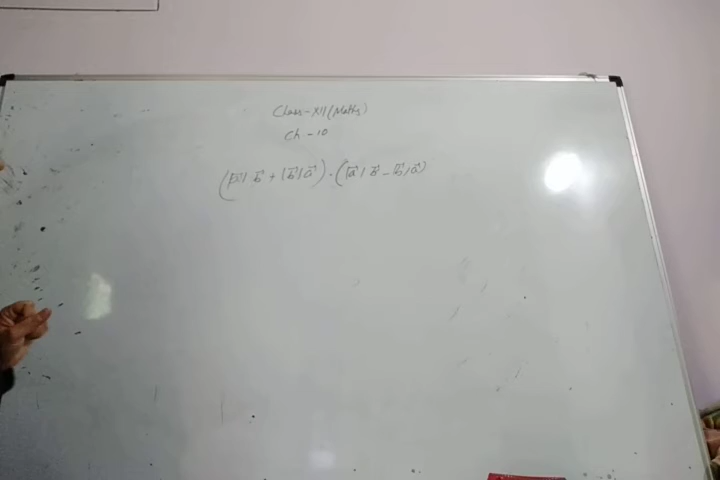 Class-XII (Maths)
Ch-10
(|a⃗| b⃗ + |b⃗| a⃗) . (|a⃗| b⃗ - |b⃗| a⃗)